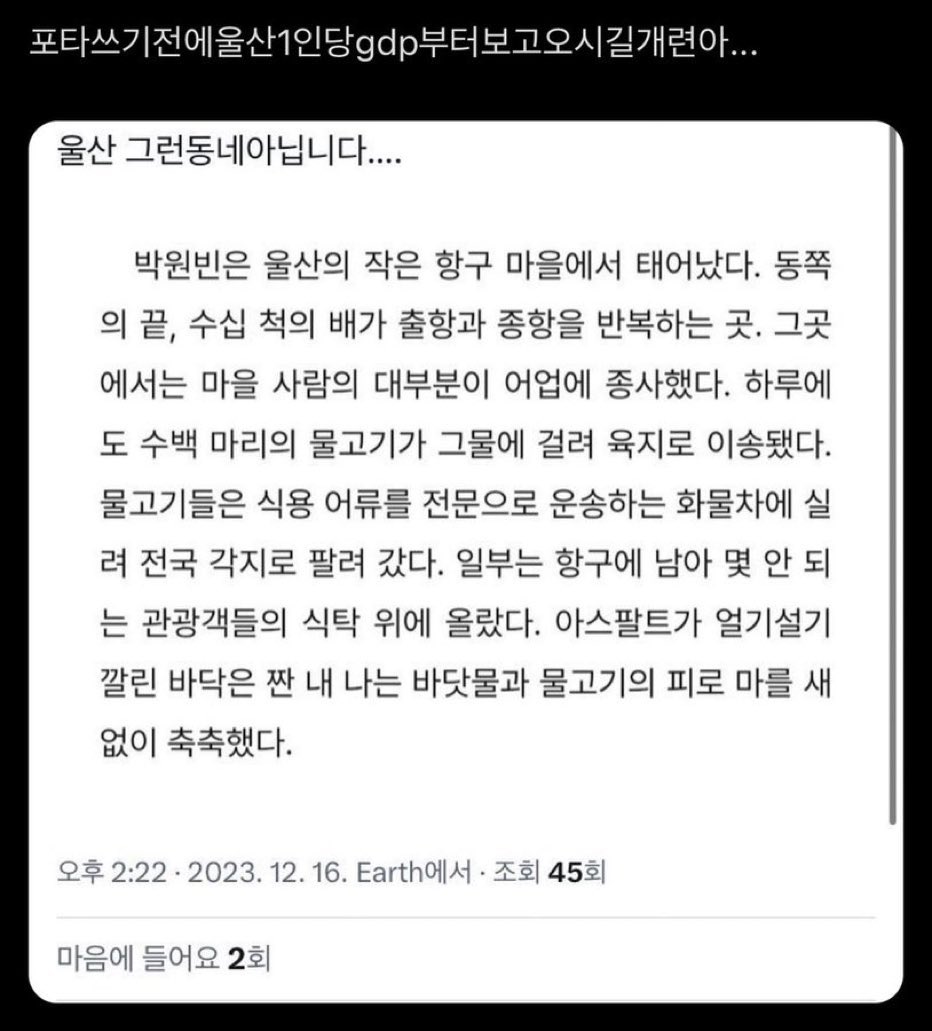 포타쓰기전에울산1인당gdp부터보고오시길개련아...
울산 그런동네아닙니다....
박원빈은 울산의 작은 항구 마을에서 태어났다. 동쪽
의 끝, 수십 척의 배가 출항과 종항을 반복하는 곳. 그곳
에서는 마을 사람의 대부분이 어업에 종사했다. 하루에
도 수백 마리의 물고기가 그물에 걸려 육지로 이송됐다.
물고기들은 식용 어류를 전문으로 운송하는 화물차에 실
려 전국 각지로 팔려 갔다. 일부는 항구에 남아 몇 안 되
는 관광객들의 식탁 위에 올랐다. 아스팔트가 얼기설기
깔린 바닥은 짠 내 나는 바닷물과 물고기의 피로 마를 새
없이 축축했다.
오후 2:22 · 2023. 12. 16. Earth에서 · 조회 45회
마음에 들어요 2회